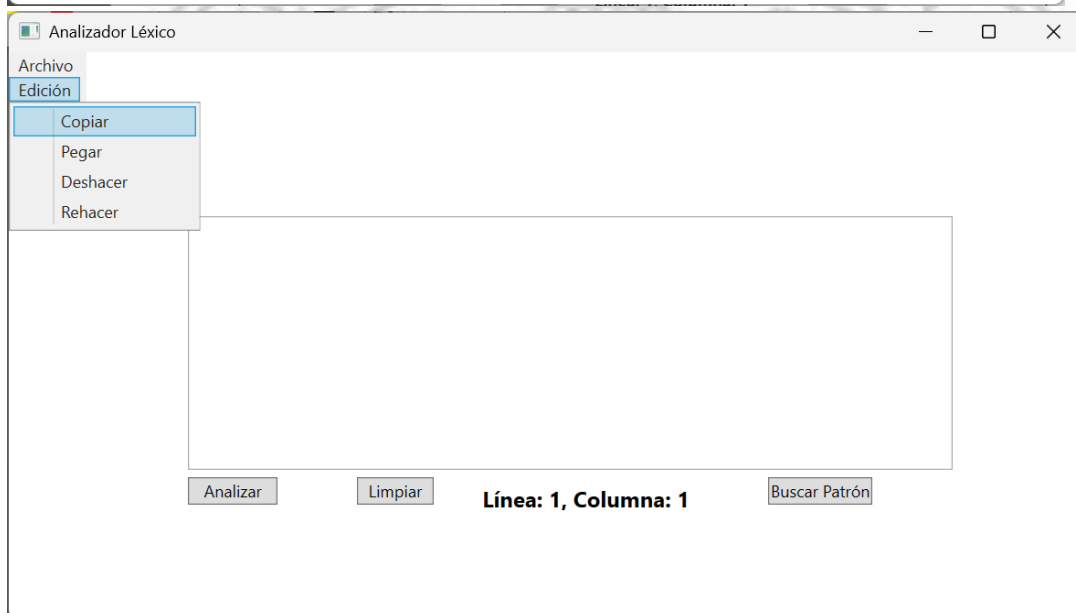 Analizador Léxico
Archivo
Edición
Copiar
Pegar
Deshacer
Rehacer
Analizar
Limpiar
Línea: 1, Columna: 1
Buscar Patrón